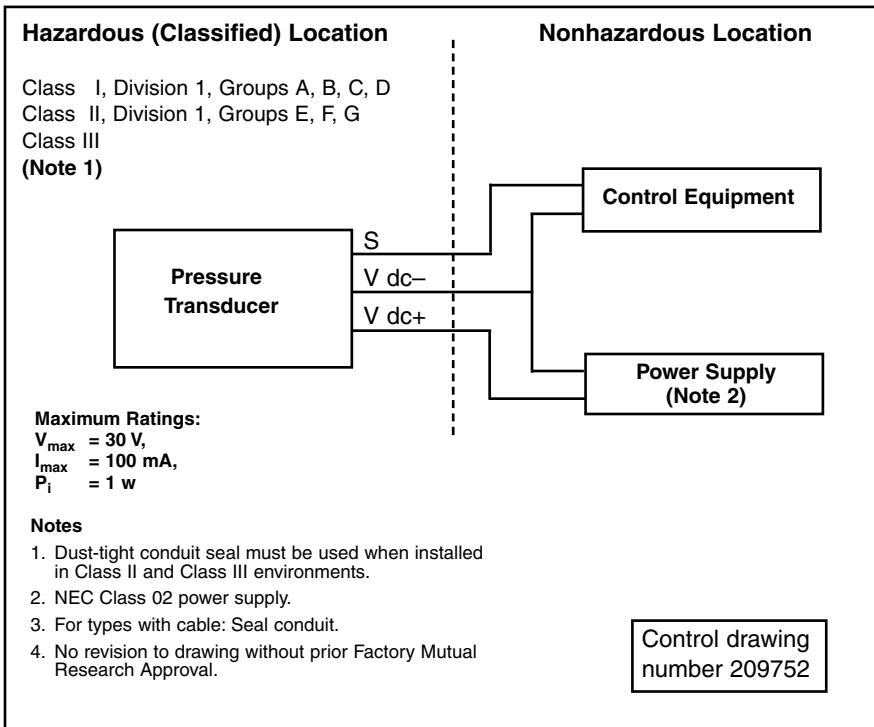 Hazardous (Classified) Location
Nonhazardous Location
Class I, Division 1, Groups A, B, C, D
Class II, Division 1, Groups E, F, G
Class III
(Note 1)
Control Equipment
Pressure
Transducer
S
V dc–
V dc+
Power Supply
(Note 2)
Maximum Ratings:
Vmax = 30 V,
Imax = 100 mA,
Pi = 1 w
Notes
1. Dust-tight conduit seal must be used when installed
in Class II and Class III environments.
2. NEC Class 02 power supply.
3. For types with cable: Seal conduit.
4. No revision to drawing without prior Factory Mutual
Research Approval.
Control drawing
number 209752